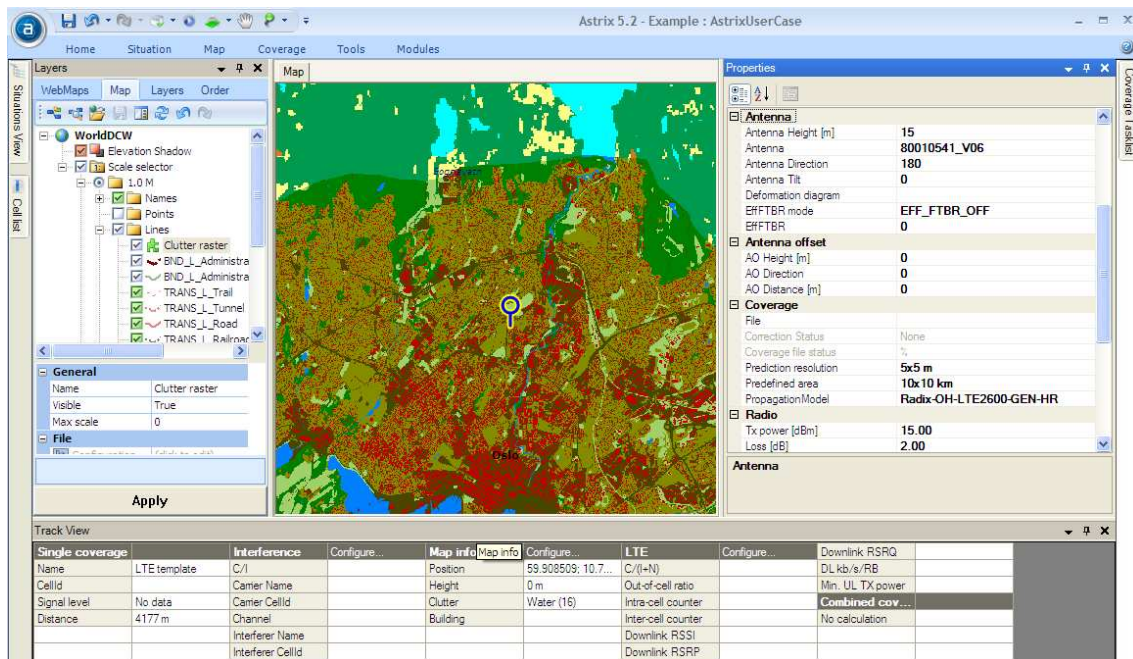 Astrix 5.2 - Example : AstrixUserCase
Home Situation Map Coverage Tools Modules
Situations View
Cell list
Layers
WebMaps Map Layers Order
WorldDCW
Elevation Shadow
Scale selector
1.0 M
Names
Points
Lines
Clutter raster
BND_L_Administra
BND_L_Administra
TRANS_L_Trail
TRANS_L_Tunnel
TRANS_L_Road
TRANS_L_Railroad
General
Name Clutter raster
Visible True
Max scale 0
File
Apply
Map
Oslo
Properties
Antenna
Antenna Height [m] 15
Antenna 80010541_V06
Antenna Direction 180
Antenna Tilt 0
Deformation diagram
EffFTBR mode EFF_FTBR_OFF
EffFTBR 0
Antenna offset
AO Height [m] 0
AO Direction 0
AO Distance [m] 0
Coverage
File
Correction Status None
Coverage file status %
Prediction resolution 5x5 m
Predefined area 10x10 km
PropagationModel Radix-OH-LTE2600-GEN-HR
Radio
Tx power [dBm] 15.00
Loss [dB] 2.00
Antenna
Coverage Tasklist
Track View
Single coverage Interference Configure... Map info Map info Configure... LTE Configure... Downlink RSRQ
Name LTE template C/I Position 59.908509; 10.7... C/(I+N) DL kb/s/RB
CellId Carrier Name Height 0 m Out-of-cell ratio Min. UL TX power
Signal level No data Carrier CellId Clutter Water (16) Intra-cell counter Combined cov...
Distance 4177 m Channel Building Inter-cell counter No calculation
Interferer Name Downlink RSSI
Interferer CellId Downlink RSRP